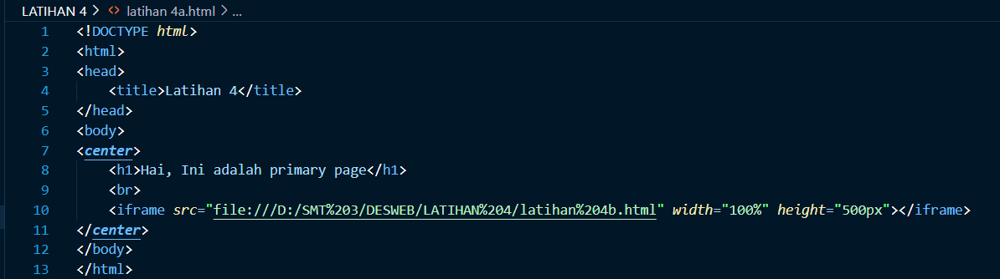 LATIHAN 4 > <> latihan 4a.html > ...
1 <!DOCTYPE html>
2 <html>
3 <head>
4 <title>Latihan 4</title>
5 </head>
6 <body>
7 <center>
8 <h1>Hai, Ini adalah primary page</h1>
9 <br>
10 <iframe src="file:///D:/SMT%203/DESWEB/LATIHAN%204/latihan%204b.html" width="100%" height="500px"></iframe>
11 </center>
12 </body>
13 </html>